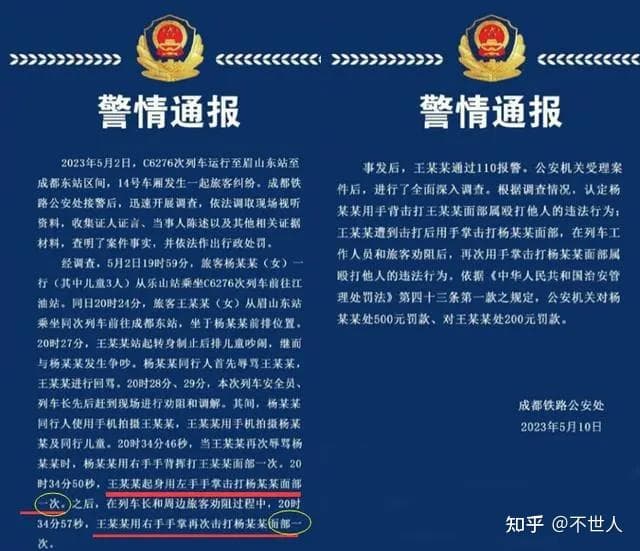 警情通报
2023年5月2日，C6276次列车运行至眉山东站至
成都东站区间，14号车厢发生一起旅客纠纷。成都铁
路公安处接警后，迅速开展调查，依法调取现场视听
资料，收集证人证言、当事人陈述以及其他相关证据
材料，查明了案件事实，并依法作出行政处罚。
经调查，5月2日19时59分，旅客杨某某（女）一
行（其中儿童3人）从乐山站乘坐C6276次列车前往江
油站。同日20时24分，旅客王某某（女）从眉山东站
乘坐同次列车前往成都东站，坐于杨某某前排位置。
20时27分，王某某站起转身制止后排儿童吵闹，继而
与杨某某发生争吵。杨某某同行人首先辱骂王某某，
王某某进行回骂。20时28分、29分，本次列车安全员、
列车长先后赶到现场进行劝阻和调解。其间，杨某某
同行人使用手机拍摄王某某，王某某用手机拍摄杨某
某及同行儿童。20时34分46秒，当王某某再次辱骂杨
某某时，杨某某用右手手背挥打王某某面部一次。20
时34分50秒，王某某起身用左手手掌击打杨某某面部
一次。之后，在列车长和周边旅客劝阻过程中，20时
34分57秒，王某某用右手手掌再次击打杨某某面部一
次。
警情通报
事发后，王某某通过110报警。公安机关受理
案件后，进行了全面深入调查。根据调查情况，认定杨
某某用手背击打王某某面部属殴打他人的违法行为；
王某某遭到击打后用手掌击打杨某某面部，在列车工
作人员和旅客劝阻后，再次用手掌击打杨某某面部属
殴打他人的违法行为。依据《中华人民共和国治安管
理处罚法》第四十三条第一款之规定，公安机关对杨
某某处500元罚款、对王某某处200元罚款。
成都铁路公安处
2023年5月10日
知乎 @不世人